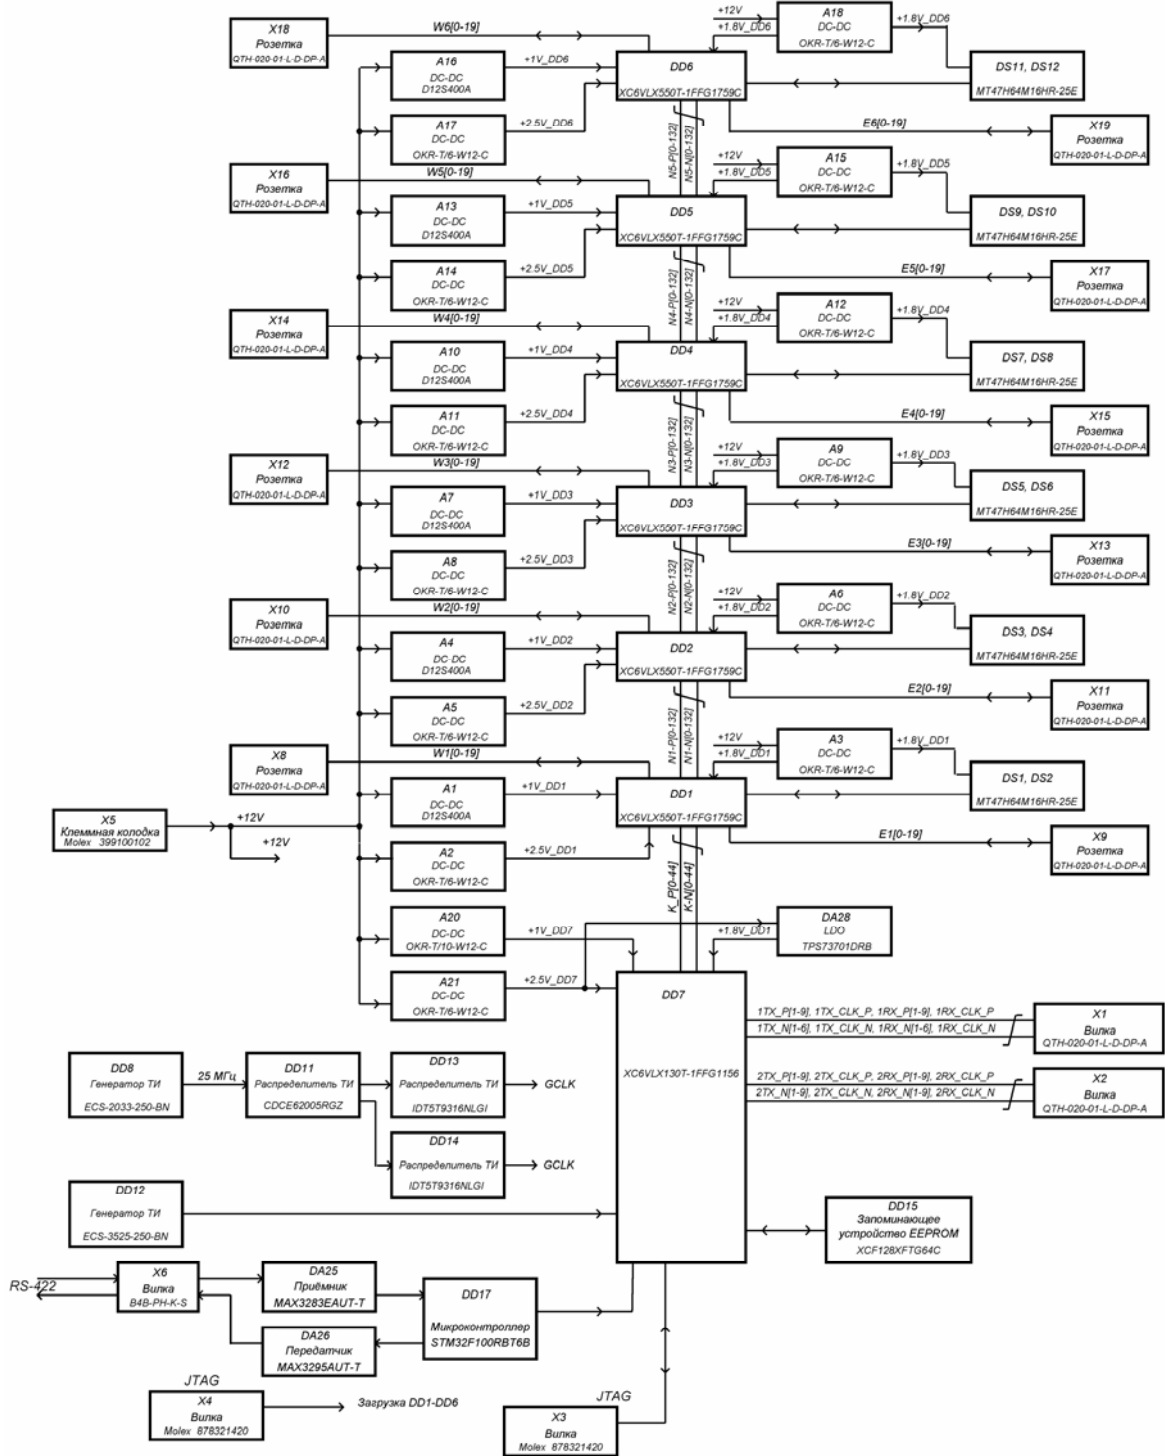 X18
Розетка
QTH-020-01-L-D-DP-A
W6[0-19]
+12V
+1.8V_DD6
A18
DC-DC
OKR-T/6-W12-C
+1.8V_DD6
A16
DC-DC
D12S400A
+1V_DD6
DD6
XC6VLX550T-1FFG1759C
DS11, DS12
MT47H64M16HR-25E
A17
DC-DC
OKR-T/6-W12-C
+2.5V_DD6
N5-P[0-132]
N5-N[0-132]
E6[0-19]
X19
Розетка
QTH-020-01-L-D-DP-A
X16
Розетка
QTH-020-01-L-D-DP-A
W5[0-19]
+12V
+1.8V_DD5
A15
DC-DC
OKR-T/6-W12-C
+1.8V_DD5
A13
DC-DC
D12S400A
+1V_DD5
DD5
XC6VLX550T-1FFG1759C
DS9, DS10
MT47H64M16HR-25E
A14
DC-DC
OKR-T/6-W12-C
+2.5V_DD5
N4-P[0-132]
N4-N[0-132]
E5[0-19]
X17
Розетка
QTH-020-01-L-D-DP-A
X14
Розетка
QTH-020-01-L-D-DP-A
W4[0-19]
+12V
+1.8V_DD4
A12
DC-DC
OKR-T/6-W12-C
+1.8V_DD4
A10
DC-DC
D12S400A
+1V_DD4
DD4
XC6VLX550T-1FFG1759C
DS7, DS8
MT47H64M16HR-25E
A11
DC-DC
OKR-T/6-W12-C
+2.5V_DD4
N3-P[0-132]
N3-N[0-132]
E4[0-19]
X15
Розетка
QTH-020-01-L-D-DP-A
X12
Розетка
QTH-020-01-L-D-DP-A
W3[0-19]
+12V
+1.8V_DD3
A9
DC-DC
OKR-T/6-W12-C
+1.8V_DD3
A7
DC-DC
D12S400A
+1V_DD3
DD3
XC6VLX550T-1FFG1759C
DS5, DS6
MT47H64M16HR-25E
A8
DC-DC
OKR-T/6-W12-C
+2.5V_DD3
N2-P[0-132]
N2-N[0-132]
E3[0-19]
X13
Розетка
QTH-020-01-L-D-DP-A
X10
Розетка
QTH-020-01-L-D-DP-A
W2[0-19]
+12V
+1.8V_DD2
A6
DC-DC
OKR-T/6-W12-C
+1.8V_DD2
A4
DC-DC
D12S400A
+1V_DD2
DD2
XC6VLX550T-1FFG1759C
DS3, DS4
MT47H64M16HR-25E
A5
DC-DC
OKR-T/6-W12-C
+2.5V_DD2
N1-P[0-132]
N1-N[0-132]
E2[0-19]
X11
Розетка
QTH-020-01-L-D-DP-A
X8
Розетка
QTH-020-01-L-D-DP-A
W1[0-19]
+12V
+1.8V_DD1
A3
DC-DC
OKR-T/6-W12-C
+1.8V_DD1
A1
DC-DC
D12S400A
+1V_DD1
DD1
XC6VLX550T-1FFG1759C
DS1, DS2
MT47H64M16HR-25E
X5
Клеммная колодка
Molex 399100102
+12V
+12V
A2
DC-DC
OKR-T/6-W12-C
+2.5V_DD1
K_P[0-44]
K-N[0-44]
E1[0-19]
X9
Розетка
QTH-020-01-L-D-DP-A
A20
DC-DC
OKR-T/10-W12-C
+1V_DD7
+1.8V_DD1
DA28
LDO
TPS73701DRB
A21
DC-DC
OKR-T/6-W12-C
+2.5V_DD7
DD7
XC6VLX130T-1FFG1156
1TX_P[1-9], 1TX_CLK_P, 1RX_P[1-9], 1RX_CLK_P
1TX_N[1-6], 1TX_CLK_N, 1RX_N[1-6], 1RX_CLK_N
X1
Вилка
QTH-020-01-L-D-DP-A
2TX_P[1-9], 2TX_CLK_P, 2RX_P[1-9], 2RX_CLK_P
2TX_N[1-9], 2TX_CLK_N, 2RX_N[1-9], 2RX_CLK_N
X2
Вилка
QTH-020-01-L-D-DP-A
DD8
Генератор ТИ
ECS-2033-250-BN
25 МГц
DD11
Распределитель ТИ
CDCE62005RGZ
DD13
Распределитель ТИ
IDT5T9316NLGI
GCLK
DD14
Распределитель ТИ
IDT5T9316NLGI
GCLK
DD12
Генератор ТИ
ECS-3525-250-BN
DD15
Запоминающее
устройство EEPROM
XCF128XFTG64C
RS-422
X6
Вилка
B4B-PH-K-S
DA25
Приёмник
MAX3283EAUT-T
DD17
Микроконтроллер
STM32F100RBT6B
DA26
Передатчик
MAX3295AUT-T
JTAG
X4
Вилка
Molex 878321420
Загрузка DD1-DD6
JTAG
X3
Вилка
Molex 878321420